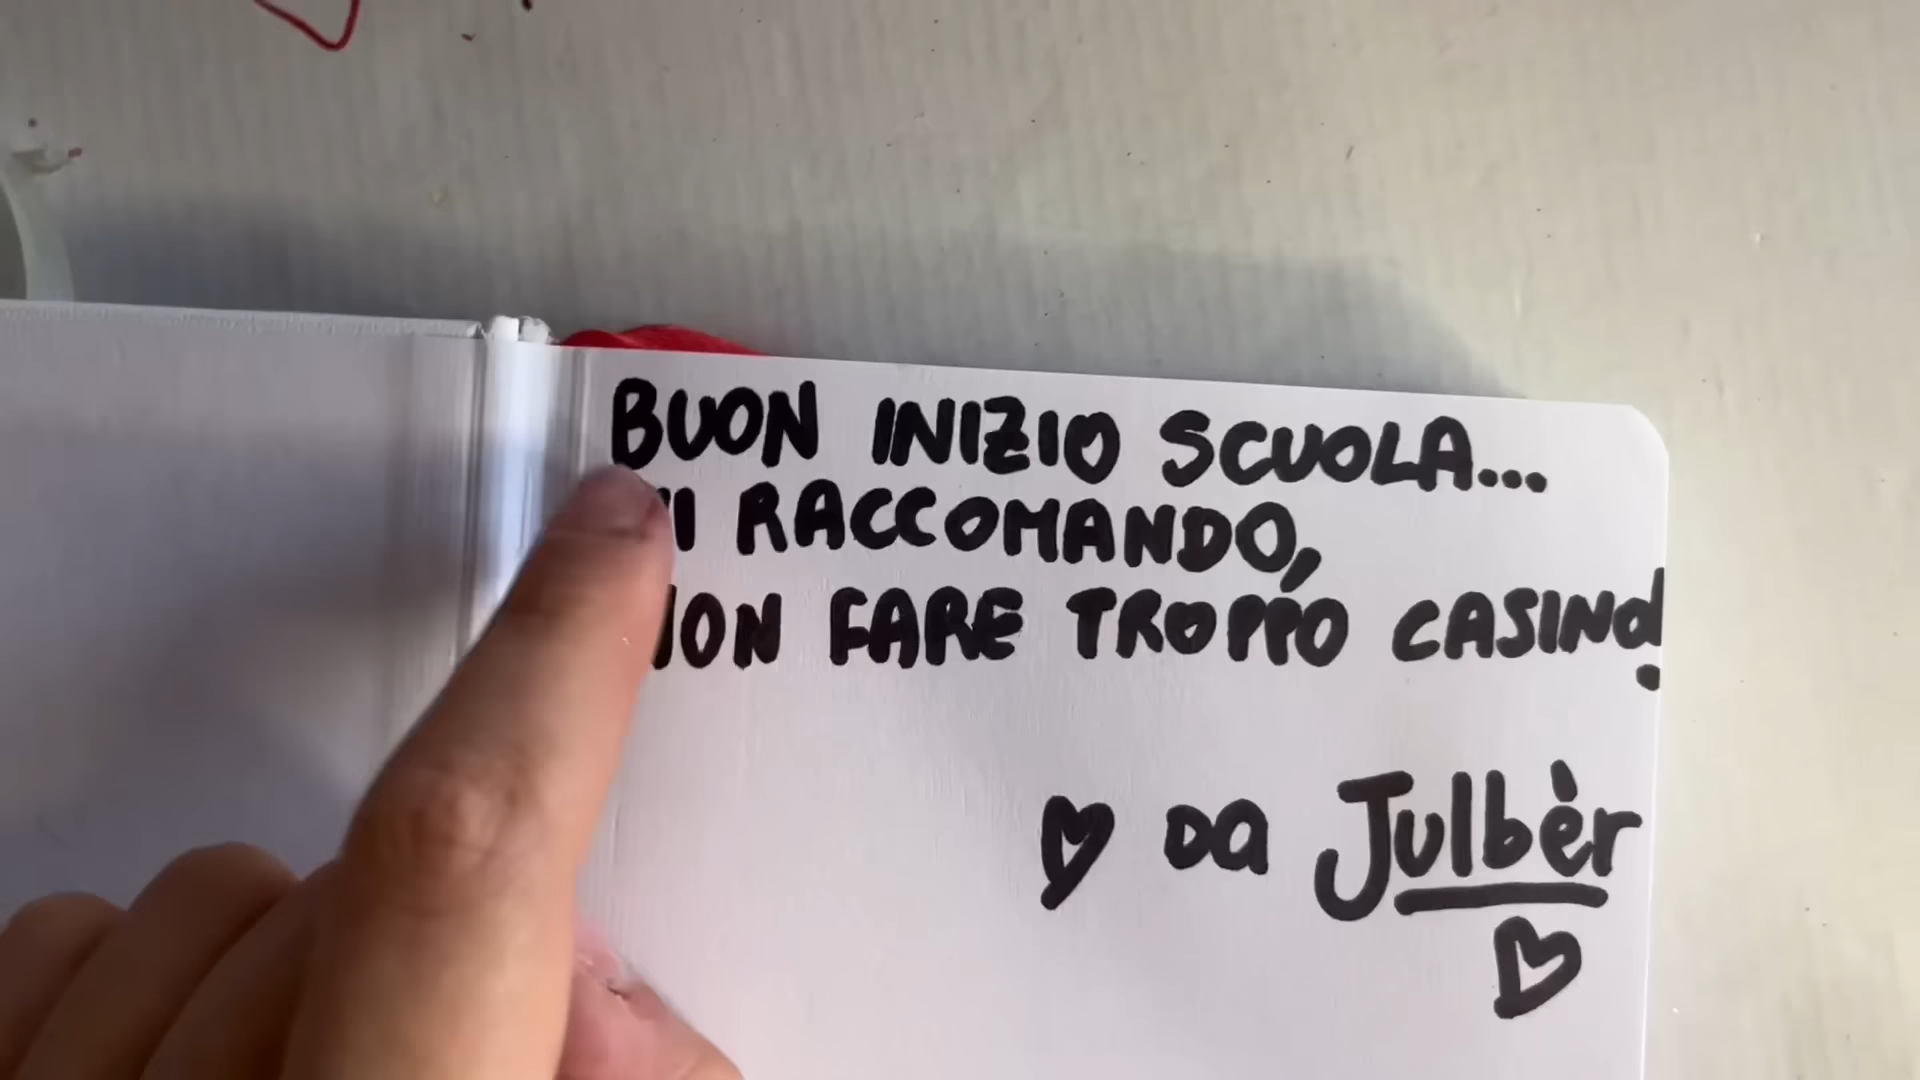 BUON INIZIO SCUOLA...
RACCOMANDO,
FARE TROPPO CASINO!
DA Julbèr